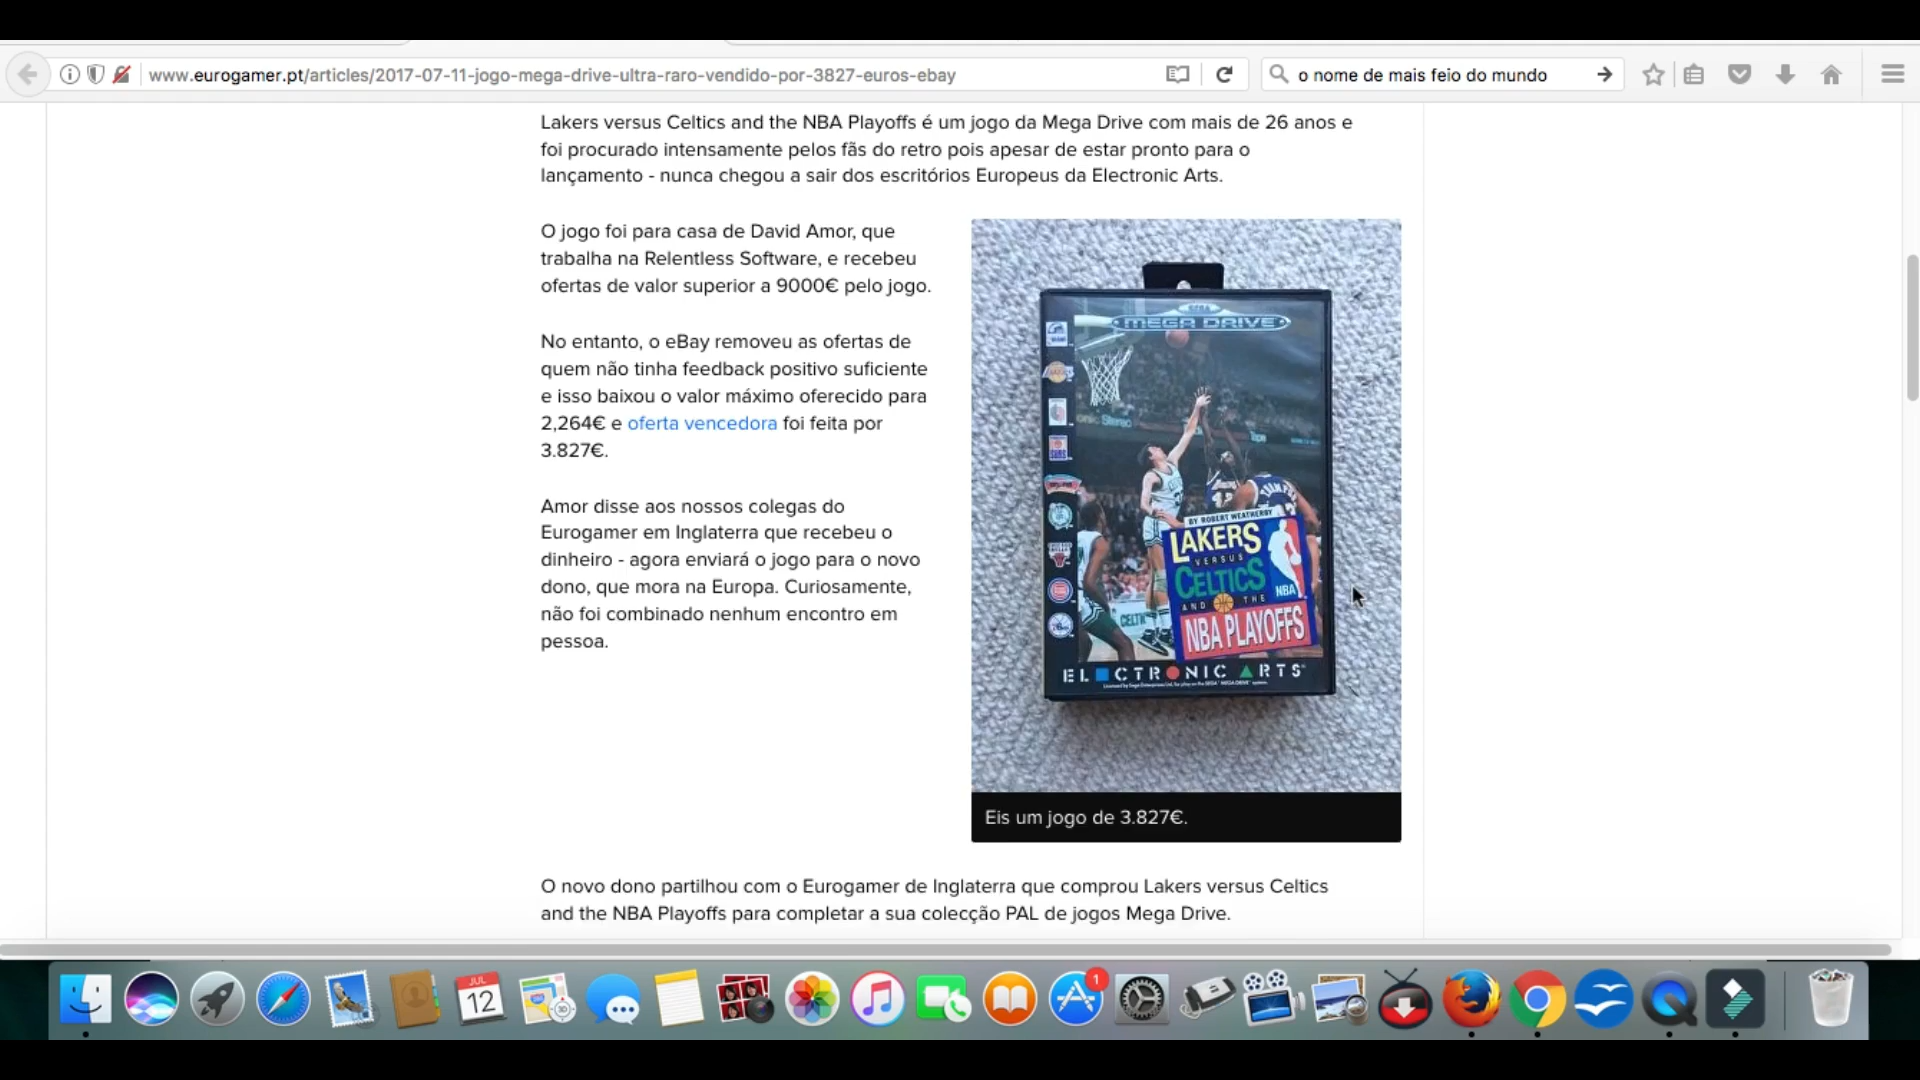 www.eurogamer.pt/articles/2017-07-11-jogo-mega-drive-ultra-raro-vendido-por-3827-euros-ebay
o nome de mais feio do mundo
Lakers versus Celtics and the NBA Playoffs é um jogo da Mega Drive com mais de 26 anos e
foi procurado intensamente pelos fãs do retro pois apesar de estar pronto para o
lançamento - nunca chegou a sair dos escritórios Europeus da Electronic Arts.
O jogo foi para casa de David Amor, que
trabalha na Relentless Software, e recebeu
ofertas de valor superior a 9000€ pelo jogo.
No entanto, o eBay removeu as ofertas de
quem não tinha feedback positivo suficiente
e isso baixou o valor máximo oferecido para
2,264€ e oferta vencedora foi feita por
3.827€.
Amor disse aos nossos colegas do
Eurogamer em Inglaterra que recebeu o
dinheiro - agora enviará o jogo para o novo
dono, que mora na Europa. Curiosamente,
não foi combinado nenhum encontro em
pessoa.
SEGA
MEGA DRIVE
BY ROBERT WEATHERBY
LAKERS
VERSUS
CELTICS
AND THE
NBA
NBA PLAYOFFS
ELECTRONIC ARTS
Eis um jogo de 3.827€.
O novo dono partilhou com o Eurogamer de Inglaterra que comprou Lakers versus Celtics
and the NBA Playoffs para completar a sua colecção PAL de jogos Mega Drive.
JUL
12
3D
1